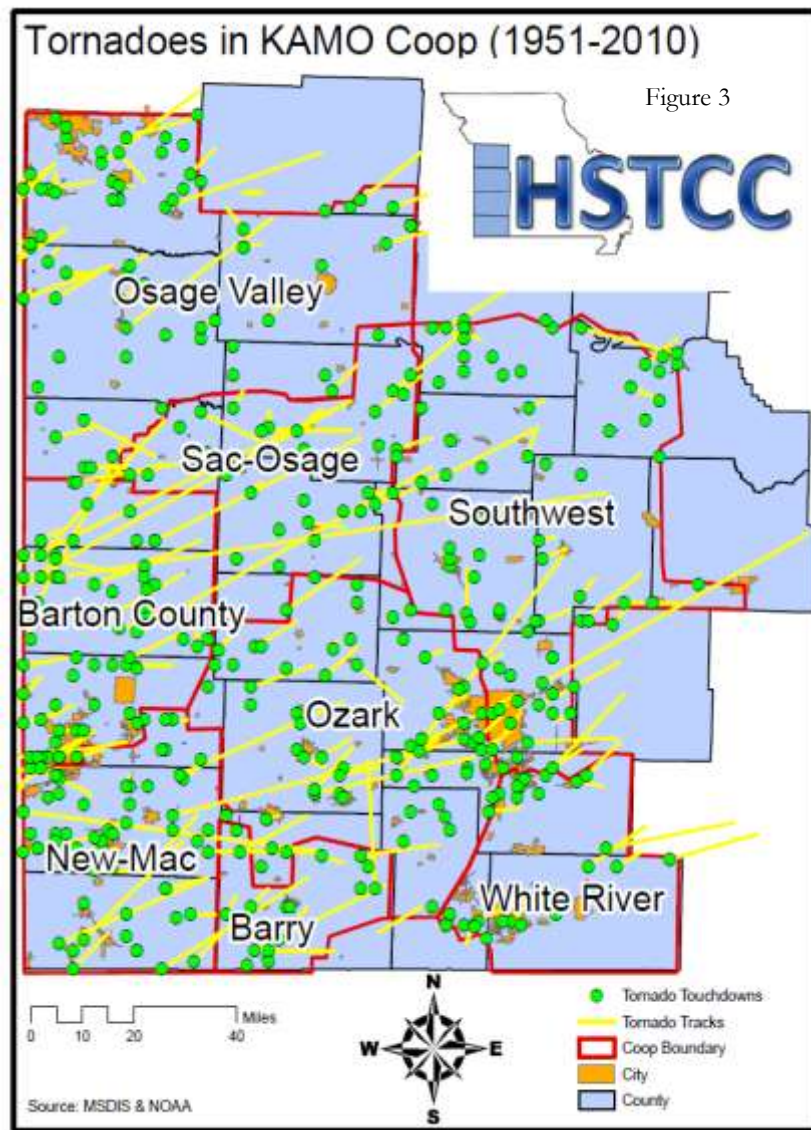 Tornadoes in KAMO Coop (1951-2010)
Figure 3
HSTCC
Osage Valley
Sac-Osage
Southwest
Barton County
Ozark
New-Mac
White River
Barry
N
W E
S
Miles
0 10 20 40
Tornado Touchdowns
Tornado Tracks
Coop Boundary
City
County
Source: MSDIS & NOAA